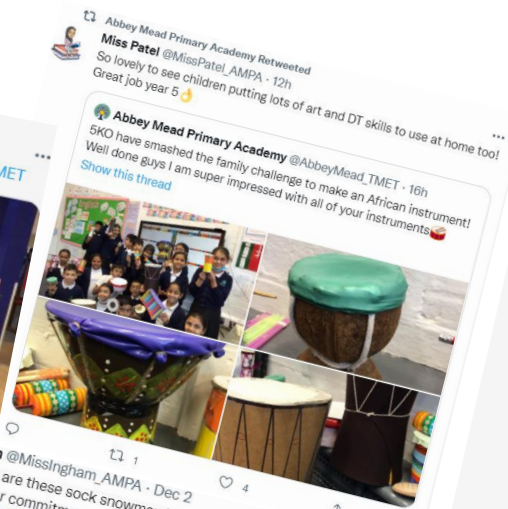 Abbey Mead Primary Academy Retweeted
Miss Patel @MissPatel_AMPA · 12h
So lovely to see children putting lots of art and DT skills to use at home too!
Great job year 5👌
Abbey Mead Primary Academy @AbbeyMead_TMET · 16h
5KO have smashed the family challenge to make an African instrument!
Well done guys I am super impressed with all of your instruments🥁
Show this thread
MET
1
4
@MissIngham_AMPA · Dec 2
are these sock